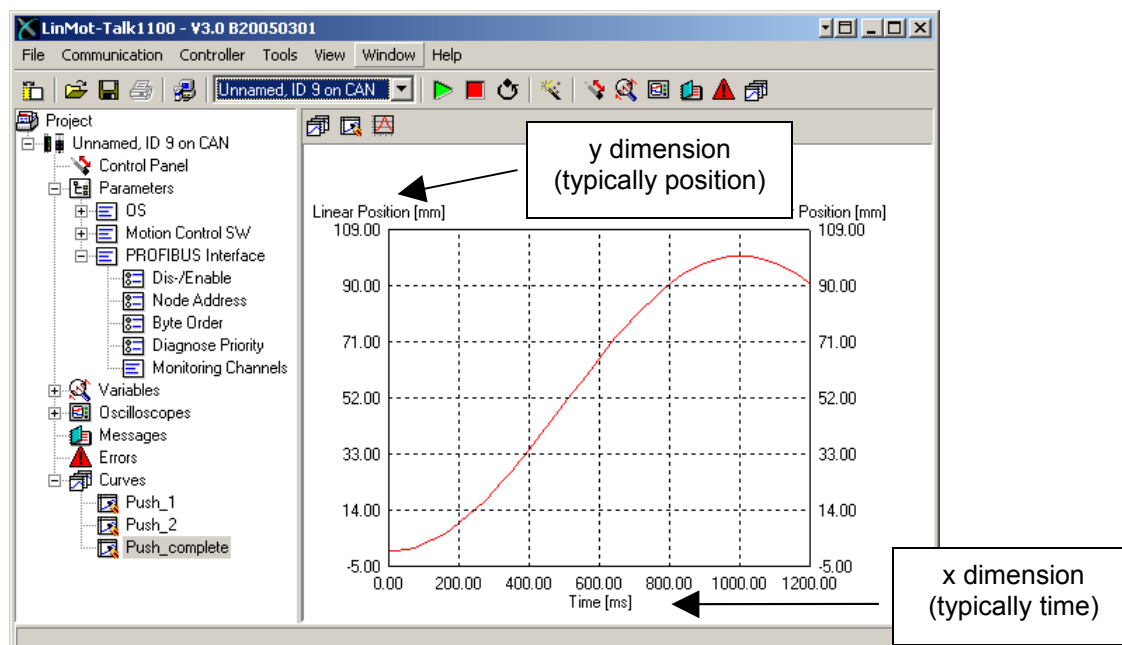 LinMot-Talk1100 - V3.0 B20050301
File Communication Controller Tools View Window Help
Unnamed, ID 9 on CAN
Project
Unnamed, ID 9 on CAN
Control Panel
Parameters
OS
Motion Control SW
PROFIBUS Interface
Dis-/Enable
Node Address
Byte Order
Diagnose Priority
Monitoring Channels
Variables
Oscilloscopes
Messages
Errors
Curves
Push_1
Push_2
Push_complete
y dimension
(typically position)
Linear Position [mm]
Position [mm]
109.00 109.00
90.00 90.00
71.00 71.00
52.00 52.00
33.00 33.00
14.00 14.00
-5.00 -5.00
0.00 200.00 400.00 600.00 800.00 1000.00 1200.00
Time [ms]
x dimension
(typically time)